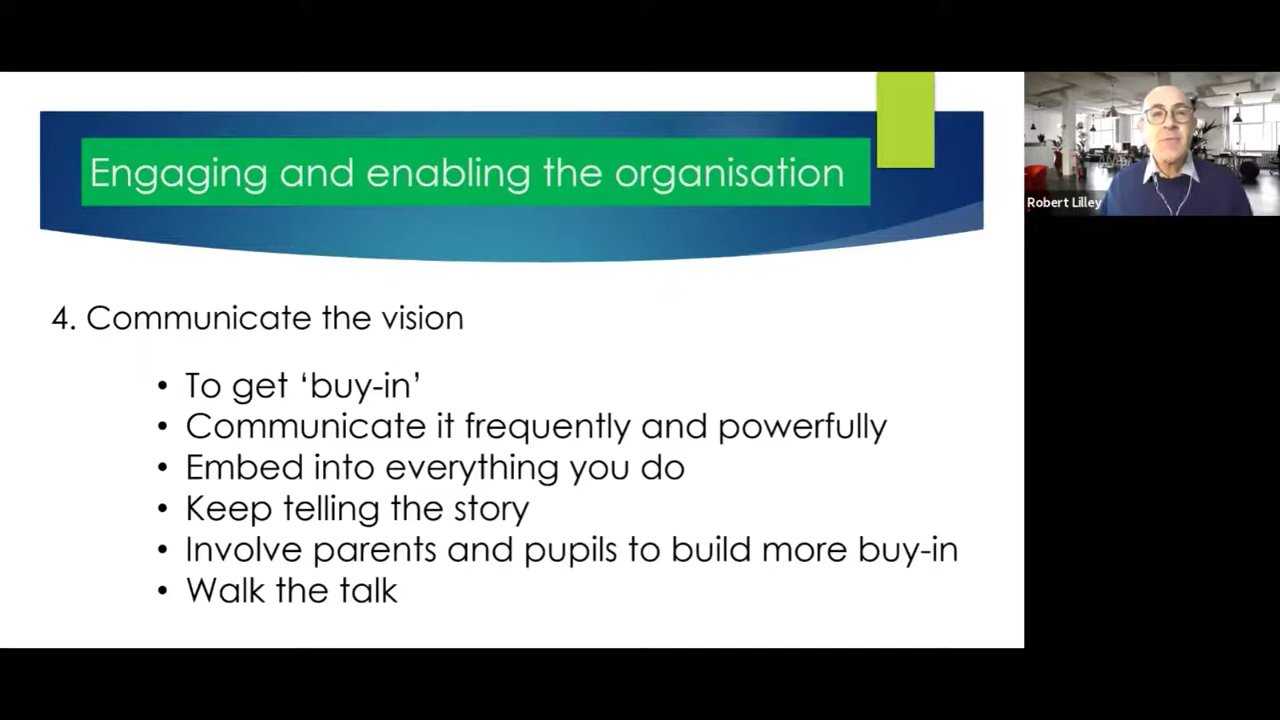 Engaging and enabling the organisation
Robert Lilley
4. Communicate the vision
• To get ‘buy-in’
• Communicate it frequently and powerfully
• Embed into everything you do
• Keep telling the story
• Involve parents and pupils to build more buy-in
• Walk the talk